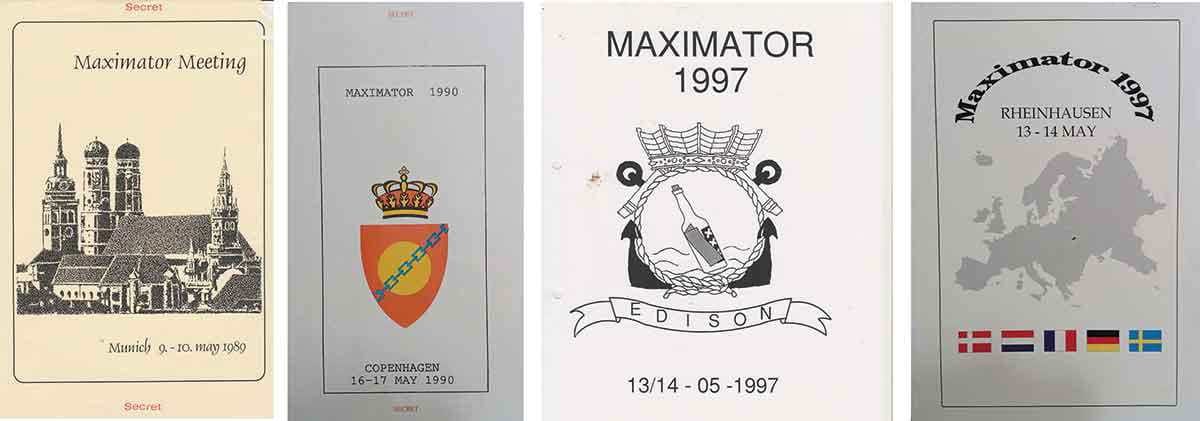 Secret
Maximator Meeting
Munich 9.-10. may 1989
Secret
SECRET
MAXIMATOR 1990
COPENHAGEN
16-17 MAY 1990
SECRET
MAXIMATOR
1997
EDISON
13/14 - 05 -1997
Maximator 1997
RHEINHAUSEN
13 - 14 MAY